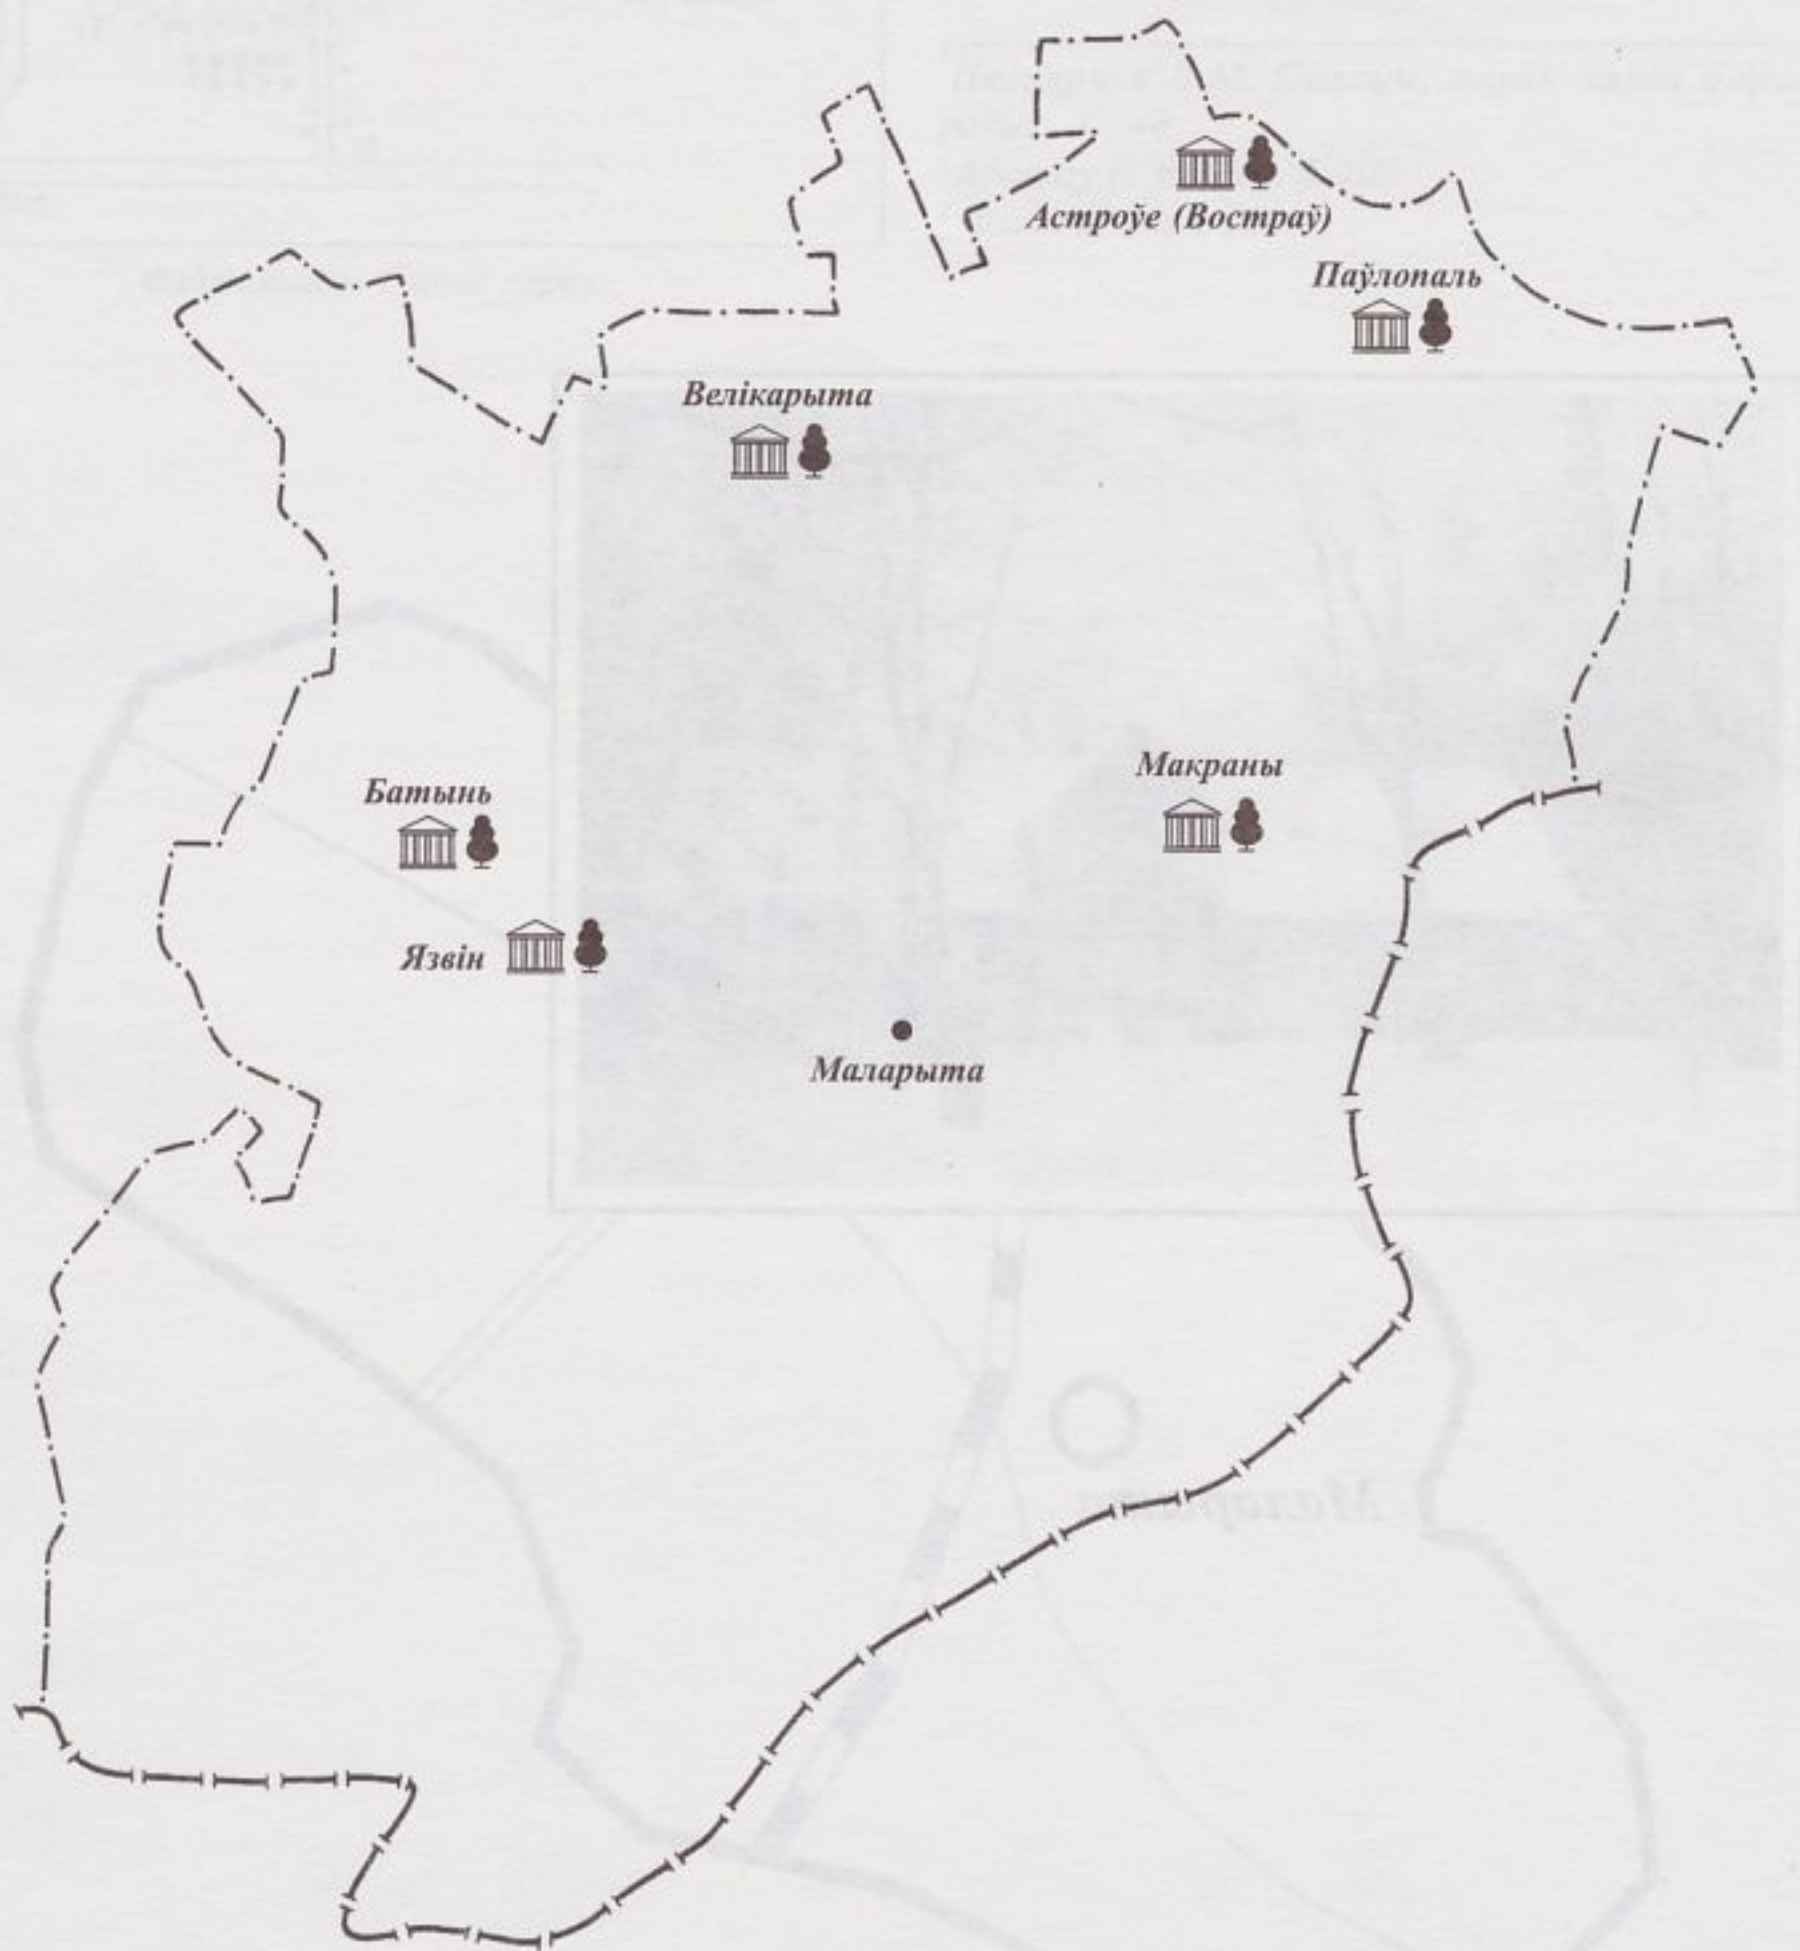 Астроўе (Востраў)
Паўлопаль
Велікарыта
Макраны
Батынь
Язвін
Маларыта